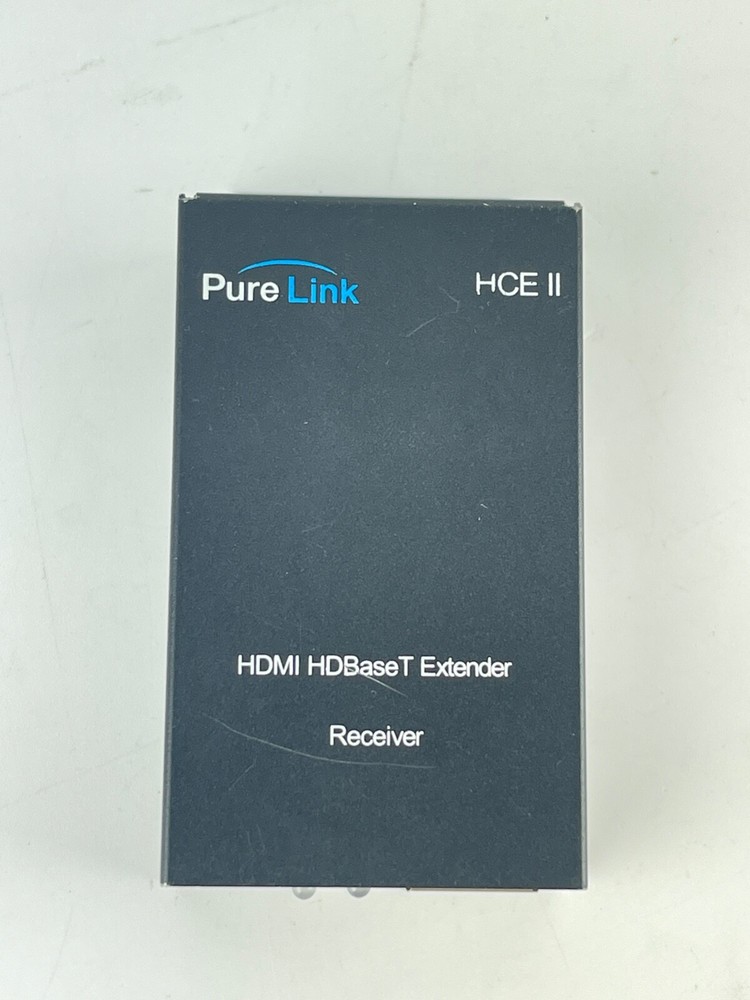 Pure Link HCE II
HDMI HDBaseT Extender
Receiver